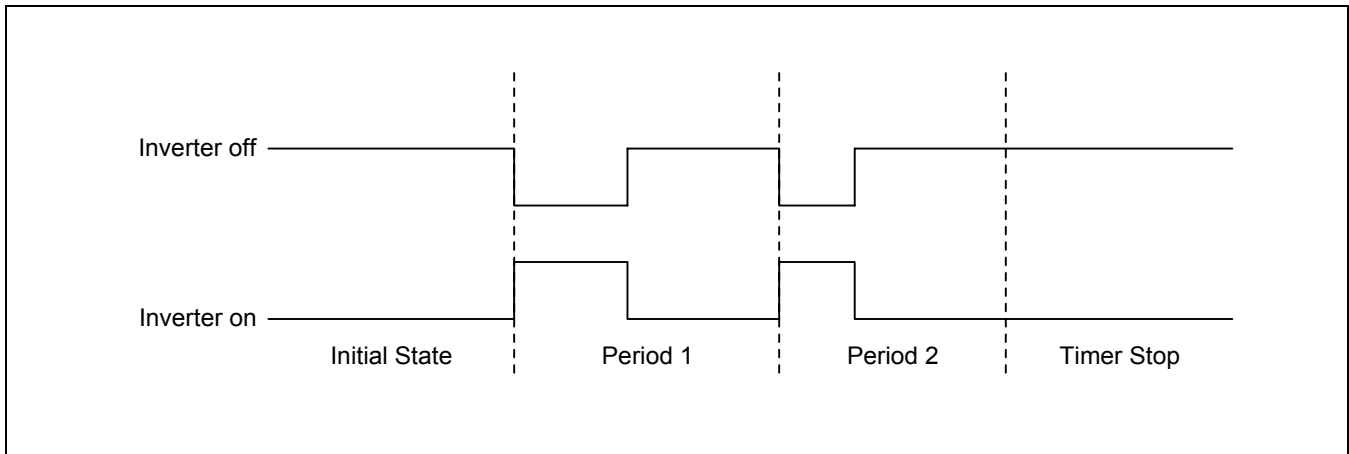 Inverter off
Inverter on
Initial State
Period 1
Period 2
Timer Stop